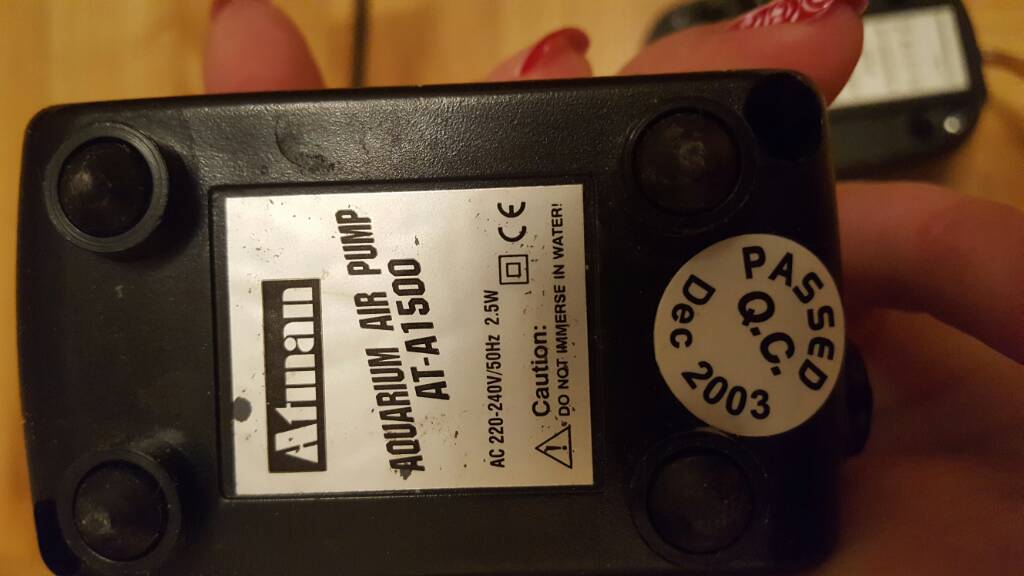 Atman
AQUARIUM AIR PUMP
AT-A1500
AC 220-240V/50Hz 2.5W
CE
Caution:
DO NOT IMMERSE IN WATER!
PASSED
Q.C.
Dec 2003